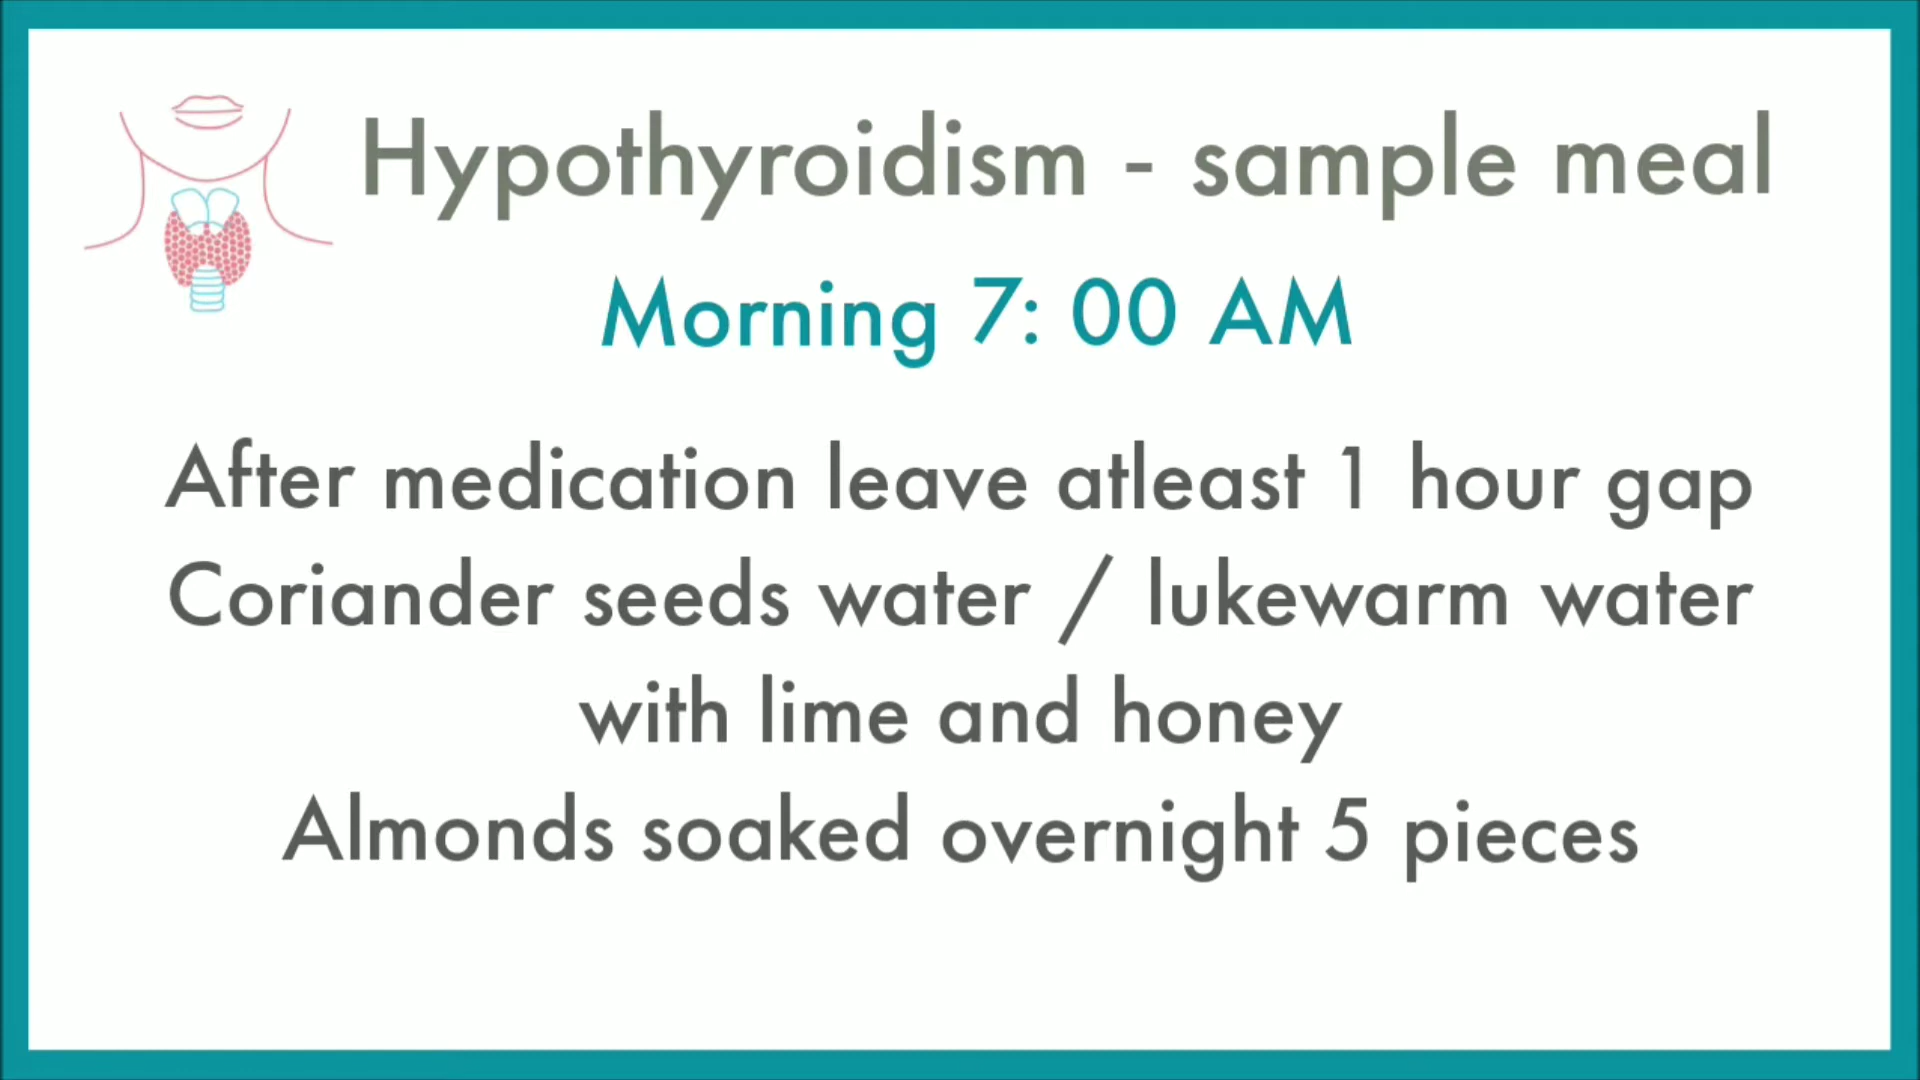 Hypothyroidism - sample meal
Morning 7: 00 AM
After medication leave atleast 1 hour gap
Coriander seeds water / lukewarm water
with lime and honey
Almonds soaked overnight 5 pieces